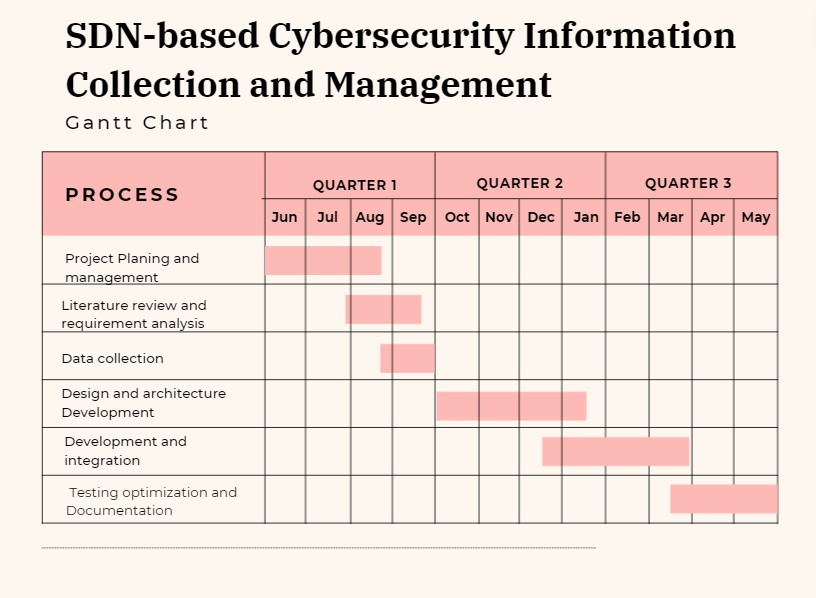 SDN-based Cybersecurity Information
Collection and Management
Gantt Chart
PROCESS
QUARTER 1
QUARTER 2
QUARTER 3
Jun Jul Aug Sep Oct Nov Dec Jan Feb Mar Apr May
Project Planing and
management
Literature review and
requirement analysis
Data collection
Design and architecture
Development
Development and
integration
Testing optimization and
Documentation